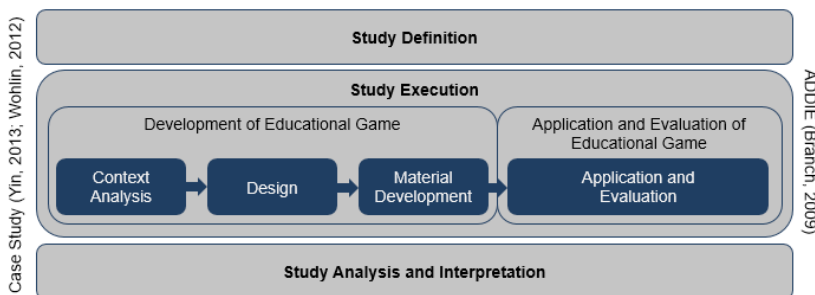 Case Study (Yin, 2013; Wohlin, 2012)
Study Definition
Study Execution
Development of Educational Game
Application and Evaluation of
Educational Game
Context
Analysis
Design
Material
Development
Application and
Evaluation
Study Analysis and Interpretation
ADDIE (Branch, 2009)